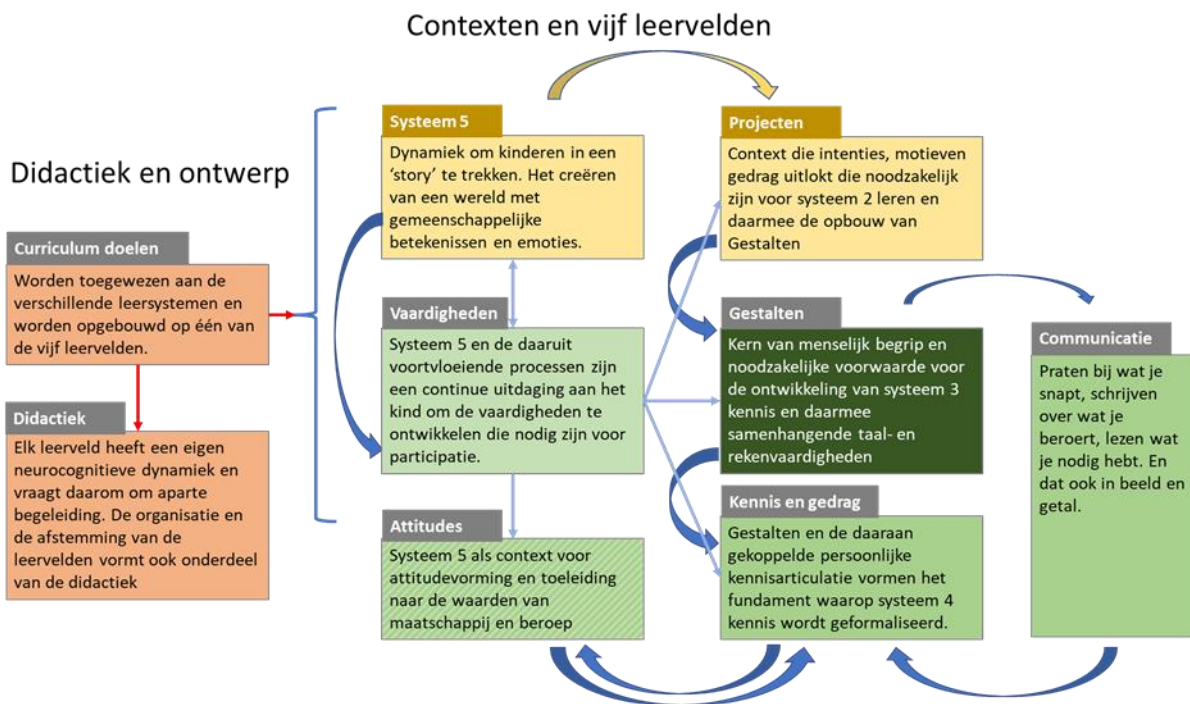 Contexten en vijf leervelden
Didactiek en ontwerp
Curriculum doelen
Worden toegewezen aan de
verschillende leersystemen en
worden opgebouwd op één van
de vijf leervelden.
Didactiek
Elk leerveld heeft een eigen
neurocognitieve dynamiek en
vraagt daarom om aparte
begeleiding. De organisatie en
de afstemming van de
leervelden vormt ook onderdeel
van de didactiek
Systeem 5
Dynamiek om kinderen in een
‘story’ te trekken. Het creëren
van een wereld met
gemeenschappelijke
betekenissen en emoties.
Vaardigheden
Systeem 5 en de daaruit
voortvloeiende processen zijn
een continue uitdaging aan het
kind om de vaardigheden te
ontwikkelen die nodig zijn voor
participatie.
Attitudes
Systeem 5 als context voor
attitudevorming en toeleiding
naar de waarden van
maatschappij en beroep
Projecten
Context die intenties, motieven
gedrag uitlokt die noodzakelijk
zijn voor systeem 2 leren en
daarmee de opbouw van
Gestalten
Gestalten
Kern van menselijk begrip en
noodzakelijke voorwaarde voor
de ontwikkeling van systeem 3
kennis en daarmee
samenhangende taal- en
rekenvaardigheden
Kennis en gedrag
Gestalten en de daaraan
gekoppelde persoonlijke
kennisarticulatie vormen het
fundament waarop systeem 4
kennis wordt geformaliseerd.
Communicatie
Praten bij wat je
snapt, schrijven
over wat je
beroert, lezen wat
je nodig hebt. En
dat ook in beeld en
getal.